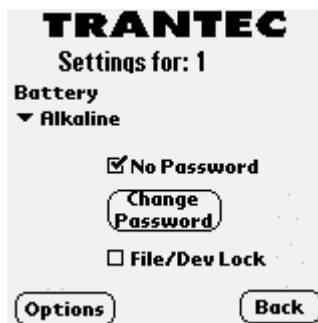 TRANTEC
Settings for: 1
Battery
Alkaline
No Password
Change
Password
File/Dev Lock
Options
Back